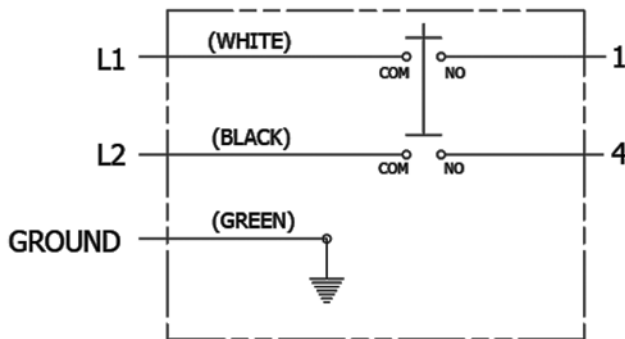 (WHITE)
L1
1
COM
NO
(BLACK)
L2
4
COM
NO
(GREEN)
GROUND